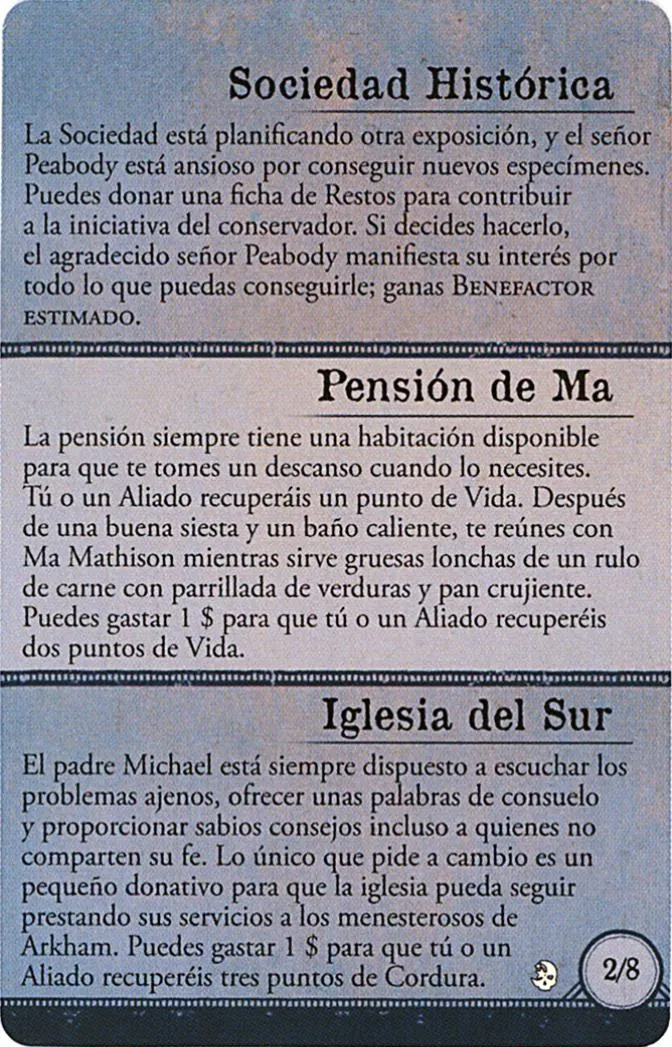 Sociedad Histórica
La Sociedad está planificando otra exposición, y el señor
Peabody está ansioso por conseguir nuevos especímenes.
Puedes donar una ficha de Restos para contribuir
a la iniciativa del conservador. Si decides hacerlo,
el agradecido señor Peabody manifiesta su interés por
todo lo que puedas conseguirle; ganas BENEFACTOR
ESTIMADO.
Pensión de Ma
La pensión siempre tiene una habitación disponible
para que te tomes un descanso cuando lo necesites.
Tú o un Aliado recuperáis un punto de Vida. Después
de una buena siesta y un baño caliente, te reúnes con
Ma Mathison mientras sirve gruesas lonchas de un rulo
de carne con parrillada de verduras y pan crujiente.
Puedes gastar 1 $ para que tú o un Aliado recuperéis
dos puntos de Vida.
Iglesia del Sur
El padre Michael está siempre dispuesto a escuchar los
problemas ajenos, ofrecer unas palabras de consuelo
y proporcionar sabios consejos incluso a quienes no
comparten su fe. Lo único que pide a cambio es un
pequeño donativo para que la iglesia pueda seguir
prestando sus servicios a los menesterosos de
Arkham. Puedes gastar 1 $ para que tú o un
Aliado recuperéis tres puntos de Cordura.
2/8